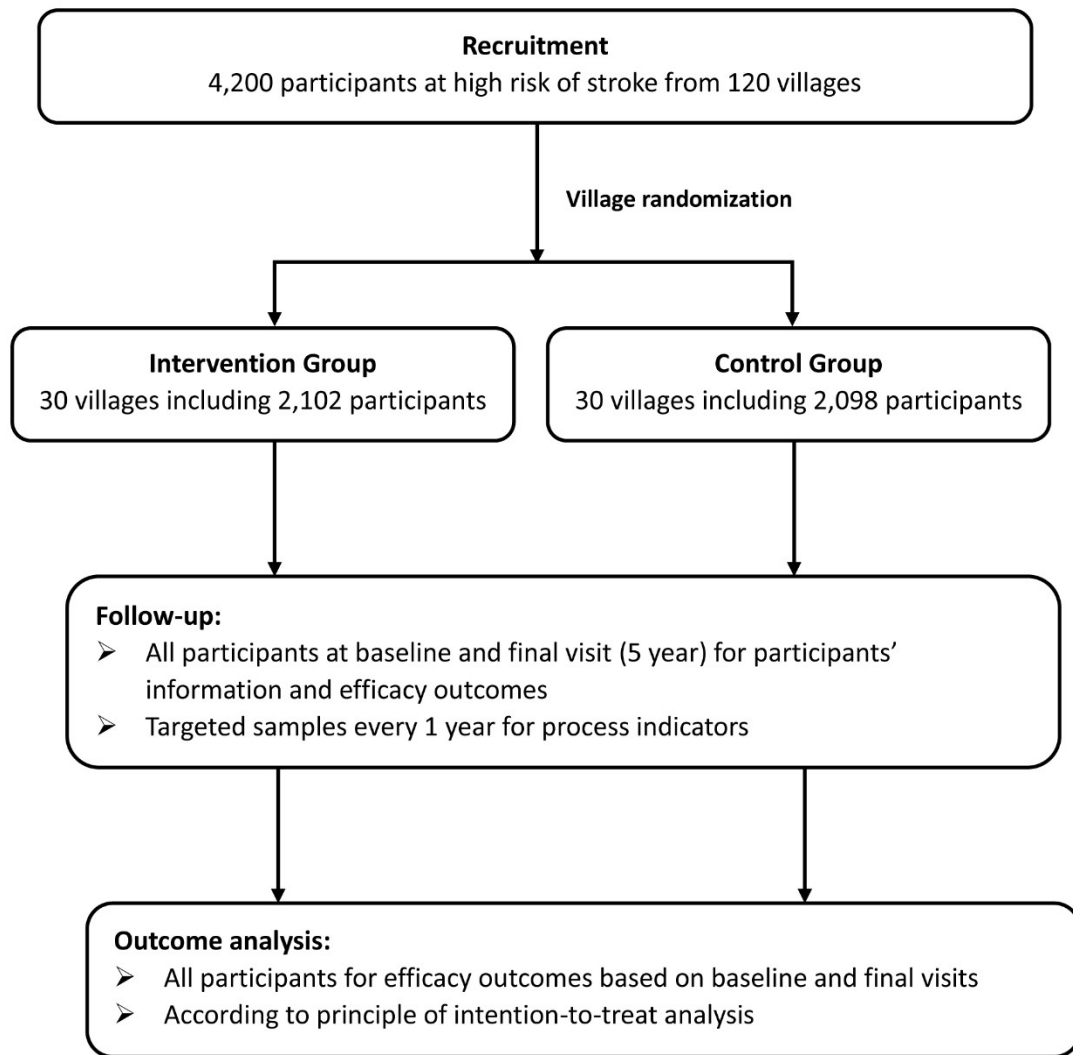 Recruitment
4,200 participants at high risk of stroke from 120 villages
Village randomization
Intervention Group
30 villages including 2,102 participants
Control Group
30 villages including 2,098 participants
Follow-up:
➢ All participants at baseline and final visit (5 year) for participants’
information and efficacy outcomes
➢ Targeted samples every 1 year for process indicators
Outcome analysis:
➢ All participants for efficacy outcomes based on baseline and final visits
➢ According to principle of intention-to-treat analysis